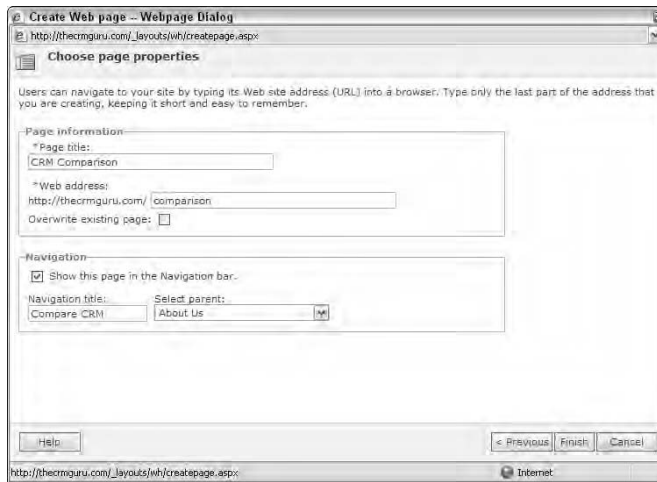 Create Web page -- Webpage Dialog
http://thecrmguru.com/_layouts/wh/createpage.aspx
Choose page properties
Users can navigate to your site by typing its Web site address (URL) into a browser. Type only the last part of the address that
you are creating, keeping it short and easy to remember.
Page information
*Page title:
CRM Comparison
*Web address:
http://thecrmguru.com/ comparison
Overwrite existing page:
Navigation
Show this page in the Navigation bar.
Navigation title: Select parent:
Compare CRM About Us
Help < Previous Finish Cancel
http://thecrmguru.com/_layouts/wh/createpage.aspx Internet